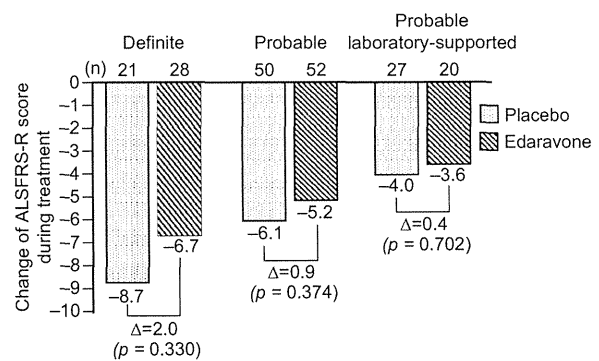 Probable
Definite Probable laboratory-supported
(n) 21 28 50 52 27 20
0
–1
–2
–3
–4
–5
–6
–7
–8
–9
–10
Change of ALSFRS-R score
during treatment
Placebo
Edaravone
–8.7
–6.7
–6.1
–5.2
–4.0
–3.6
Δ=2.0
(p = 0.330)
Δ=0.9
(p = 0.374)
Δ=0.4
(p = 0.702)